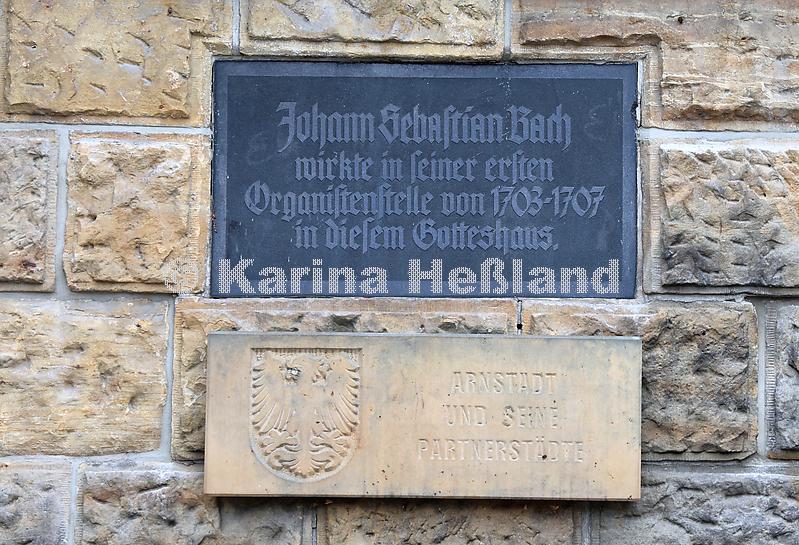 Johann Sebastian Bach
wirkte in seiner ersten
Organistenstelle von 1703-1707
in diesem Gotteshaus.
© Karina Heßland
ARNSTADT
UND SEINE
PARTNERSTÄDTE